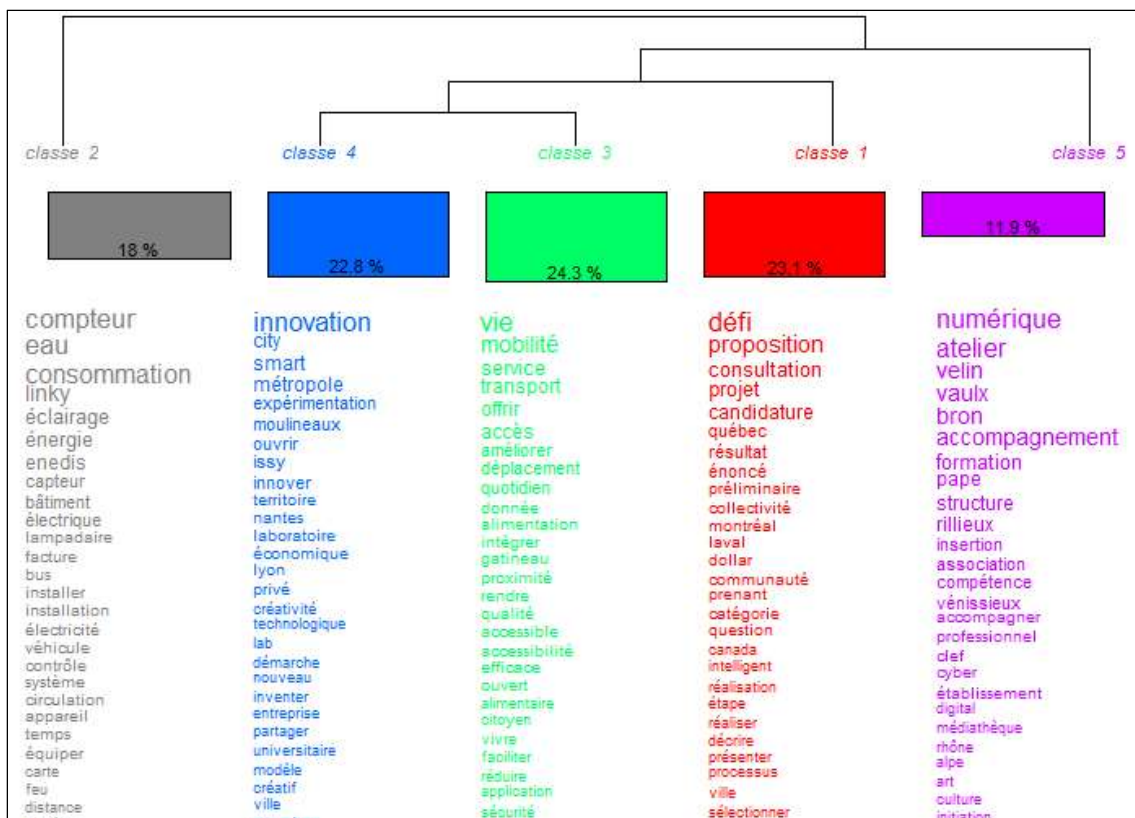 classe 2
classe 4
classe 3
classe 1
classe 5
18 %
22,8 %
24.3 %
23,1 %
11,9 %
compteur
eau
consommation
linky
éclairage
énergie
enedis
capteur
bâtiment
électrique
lampadaire
facture
bus
installer
installation
électricité
véhicule
contrôle
système
circulation
appareil
temps
équiper
carte
feu
distance
innovation
city
smart
métropole
expérimentation
moulineaux
ouvrir
issy
innover
territoire
nantes
laboratoire
économique
lyon
privé
créativité
technologique
lab
démarche
nouveau
inventer
entreprise
partager
universitaire
modèle
créatif
ville
vie
mobilité
service
transport
offrir
accès
améliorer
déplacement
quotidien
donnée
alimentation
intégrer
gatineau
proximité
rendre
qualité
accessible
accessibilité
efficace
ouvert
alimentaire
citoyen
vivre
faciliter
réduire
application
sécurité
défi
proposition
consultation
projet
candidature
québec
résultat
énoncé
préliminaire
collectivité
montréal
laval
dollar
communauté
prenant
catégorie
question
canada
intelligent
réalisation
étape
réaliser
décrire
présenter
processus
ville
sélectionner
numérique
atelier
velin
vaulx
bron
accompagnement
formation
pape
structure
rillieux
insertion
association
compétence
vénissieux
accompagner
professionnel
clef
cyber
établissement
digital
médiathèque
rhône
alpe
art
culture
initiation